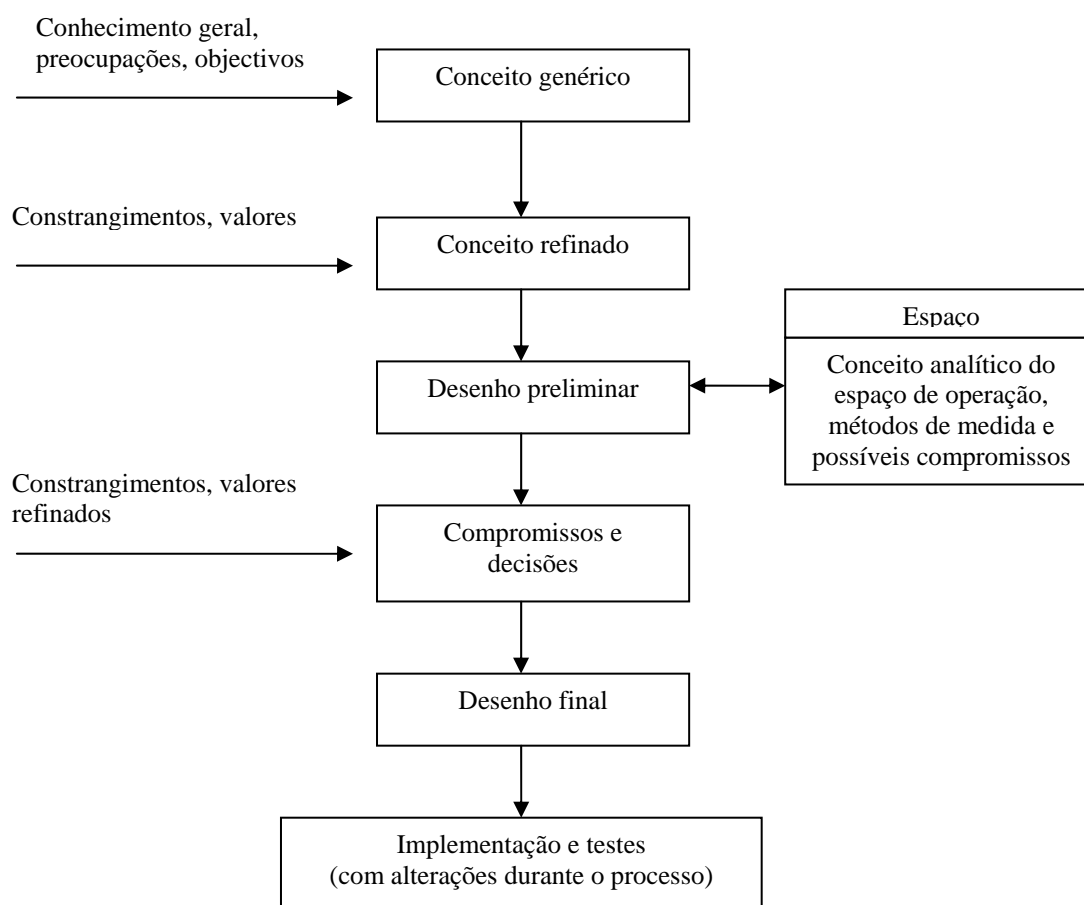 Conhecimento geral,
preocupações, objectivos
Conceito genérico
Constrangimentos, valores
Conceito refinado
Espaço
Desenho preliminar
Conceito analítico do
espaço de operação,
métodos de medida e
possíveis compromissos
Constrangimentos, valores
refinados
Compromissos e
decisões
Desenho final
Implementação e testes
(com alterações durante o processo)